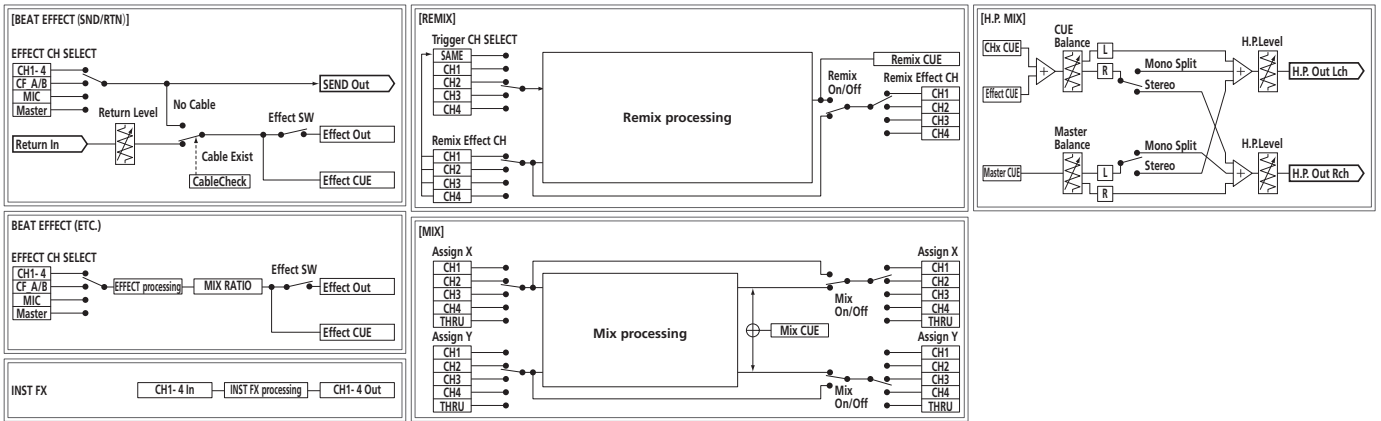 [BEAT EFFECT (SND/RTN)]
EFFECT CH SELECT
CH1- 4
CF_A/B
MIC
Master
SEND Out
No Cable
Return Level
Effect SW
Return In
Effect Out
Cable Exist
CableCheck
Effect CUE
BEAT EFFECT (ETC.)
EFFECT CH SELECT
CH1- 4
CF_A/B
MIC
Master
EFFECT processing
MIX RATIO
Effect SW
Effect Out
Effect CUE
INST FX
CH1- 4 In
INST FX processing
CH1- 4 Out
[REMIX]
Trigger CH SELECT
SAME
CH1
CH2
CH3
CH4
Remix Effect CH
CH1
CH2
CH3
CH4
Remix processing
Remix CUE
Remix
On/Off
Remix Effect CH
CH1
CH2
CH3
CH4
[MIX]
Assign X
CH1
CH2
CH3
CH4
THRU
Assign Y
CH1
CH2
CH3
CH4
THRU
Mix processing
Mix CUE
Mix
On/Off
Mix
On/Off
Assign X
CH1
CH2
CH3
CH4
THRU
Assign Y
CH1
CH2
CH3
CH4
THRU
[H.P. MIX]
CHx CUE
Effect CUE
CUE
Balance
L
R
Mono Split
Stereo
H.P.Level
H.P. Out Lch
Master CUE
Master
Balance
L
R
Mono Split
Stereo
H.P.Level
H.P. Out Rch